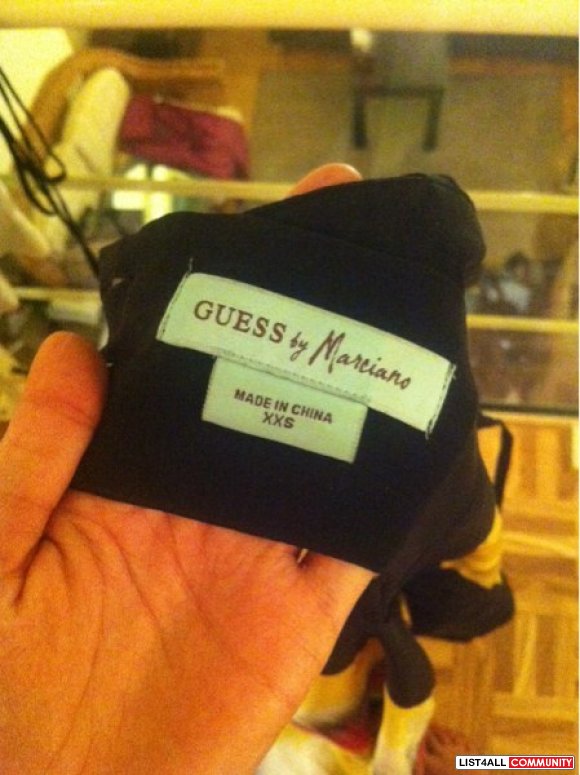 GUESS by Marciano
MADE IN CHINA
XXS
LIST4ALL COMMUNITY